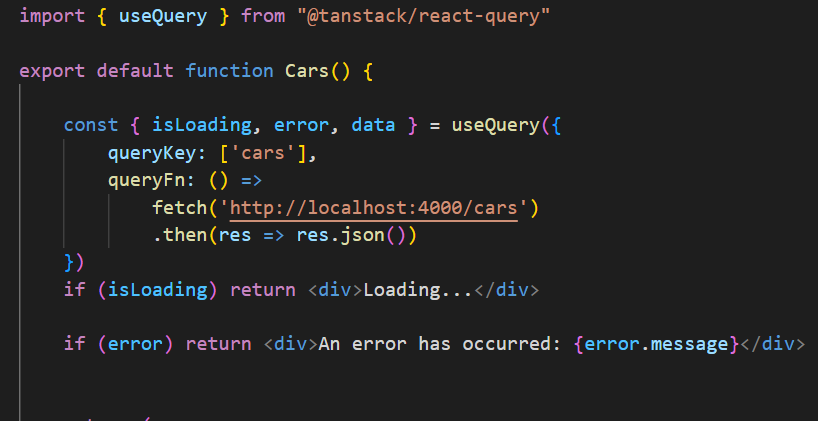 import { useQuery } from "@tanstack/react-query"
export default function Cars() {
const { isLoading, error, data } = useQuery({
queryKey: ['cars'],
queryFn: () =>
fetch('http://localhost:4000/cars')
.then(res => res.json())
})
if (isLoading) return <div>Loading...</div>
if (error) return <div>An error has occurred: {error.message}</div>